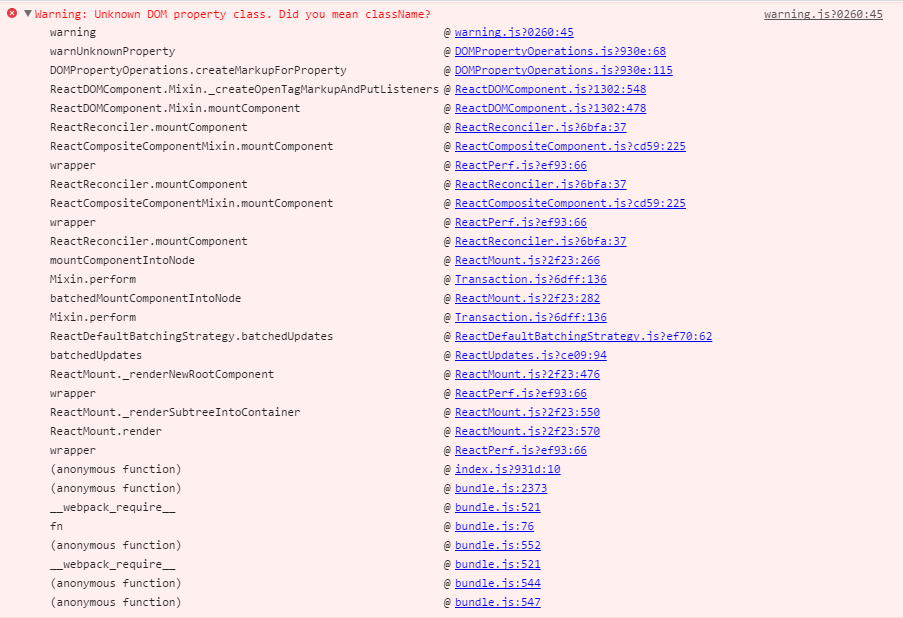 Warning: Unknown DOM property class. Did you mean className? warning.js?0260:45
warning @ warning.js?0260:45
warnUnknownProperty @ DOMPropertyOperations.js?930e:68
DOMPropertyOperations.createMarkupForProperty @ DOMPropertyOperations.js?930e:115
ReactDOMComponent.Mixin._createOpenTagMarkupAndPutListeners @ ReactDOMComponent.js?1302:548
ReactDOMComponent.Mixin.mountComponent @ ReactDOMComponent.js?1302:478
ReactReconciler.mountComponent @ ReactReconciler.js?6bfa:37
ReactCompositeComponentMixin.mountComponent @ ReactCompositeComponent.js?cd59:225
wrapper @ ReactPerf.js?ef93:66
ReactReconciler.mountComponent @ ReactReconciler.js?6bfa:37
ReactCompositeComponentMixin.mountComponent @ ReactCompositeComponent.js?cd59:225
wrapper @ ReactPerf.js?ef93:66
ReactReconciler.mountComponent @ ReactReconciler.js?6bfa:37
mountComponentIntoNode @ ReactMount.js?2f23:266
Mixin.perform @ Transaction.js?6dff:136
batchedMountComponentIntoNode @ ReactMount.js?2f23:282
Mixin.perform @ Transaction.js?6dff:136
ReactDefaultBatchingStrategy.batchedUpdates @ ReactDefaultBatchingStrategy.js?ef70:62
batchedUpdates @ ReactUpdates.js?ce09:94
ReactMount._renderNewRootComponent @ ReactMount.js?2f23:476
wrapper @ ReactPerf.js?ef93:66
ReactMount._renderSubtreeIntoContainer @ ReactMount.js?2f23:550
ReactMount.render @ ReactMount.js?2f23:570
wrapper @ ReactPerf.js?ef93:66
(anonymous function) @ index.js?931d:10
(anonymous function) @ bundle.js:2373
__webpack_require__ @ bundle.js:521
fn @ bundle.js:76
(anonymous function) @ bundle.js:552
__webpack_require__ @ bundle.js:521
(anonymous function) @ bundle.js:544
(anonymous function) @ bundle.js:547